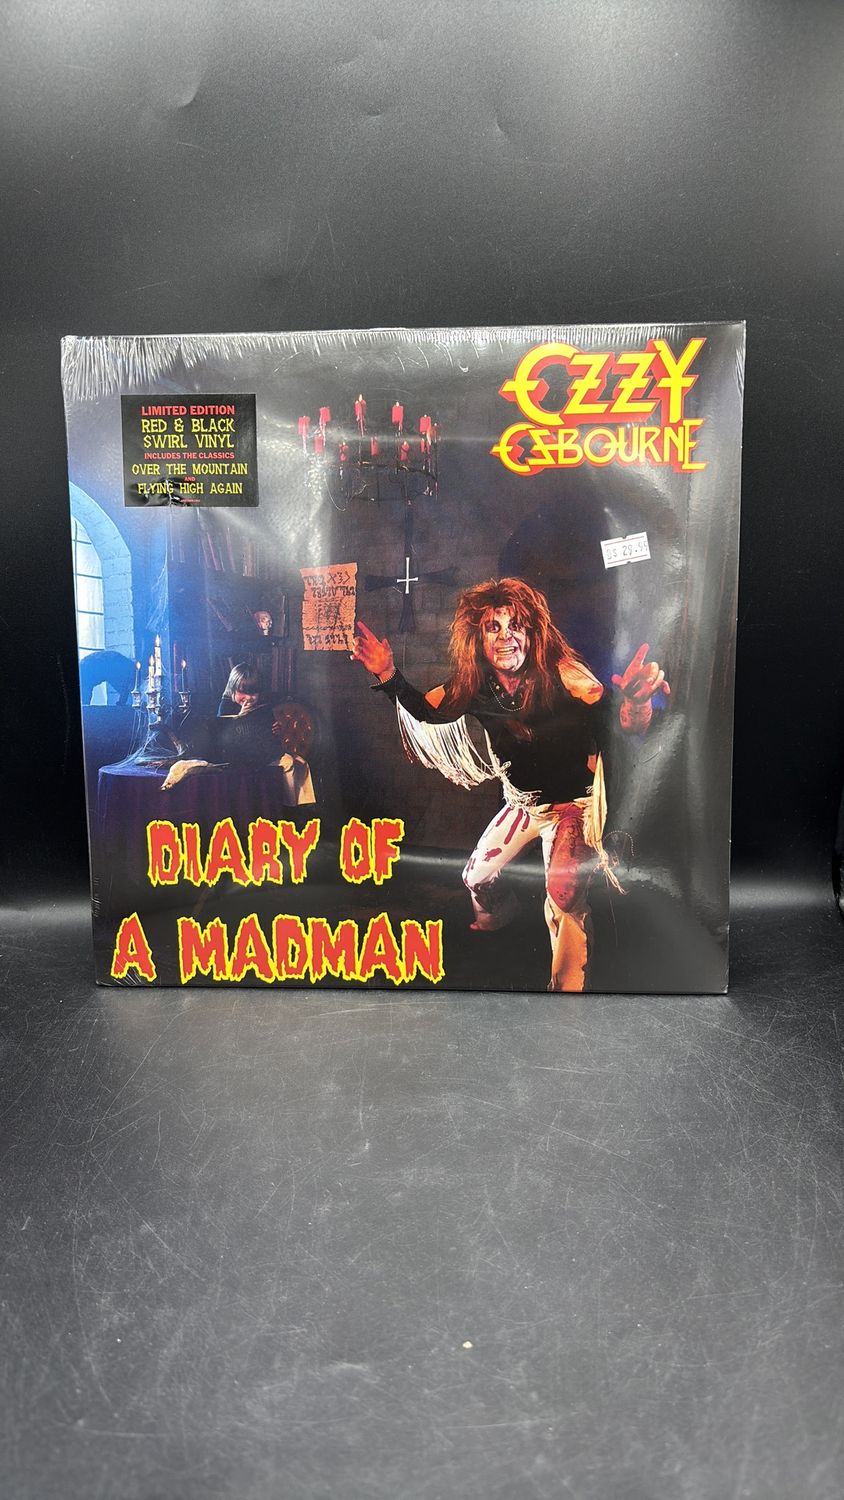 OZZY
OSBOURNE
LIMITED EDITION
RED & BLACK
SWIRL VINYL
INCLUDES THE CLASSICS
OVER THE MOUNTAIN
AND
FLYING HIGH AGAIN
DIARY OF
A MADMAN